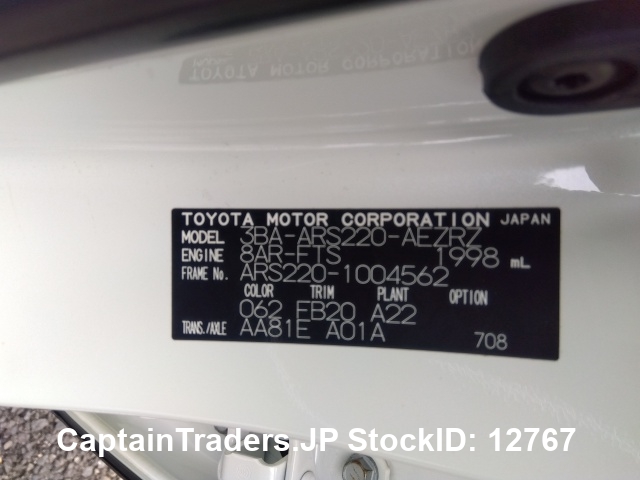 TOYOTA MOTOR CORPORATION JAPAN
MODEL 3BA-ARS220-AEZRZ
ENGINE 8AR-FTS 1998 mL
FRAME No. ARS220-1004562
COLOR TRIM PLANT OPTION
062 FB20 A22
TRANS./AXLE AA81E A01A
708
CaptainTraders.JP StockID: 12767